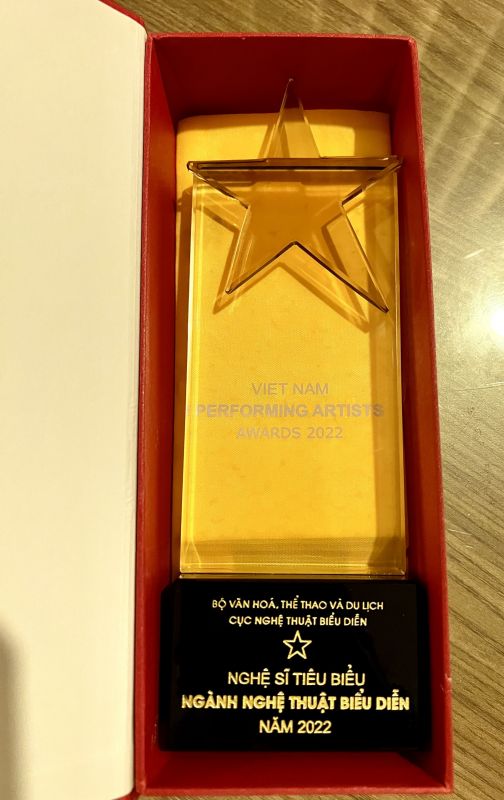 VIET NAM
PERFORMING ARTISTS
AWARDS 2022
BỘ VĂN HOÁ, THỂ THAO VÀ DU LỊCH
CỤC NGHỆ THUẬT BIỂU DIỄN
NGHỆ SĨ TIÊU BIỂU
NGÀNH NGHỆ THUẬT BIỂU DIỄN
NĂM 2022